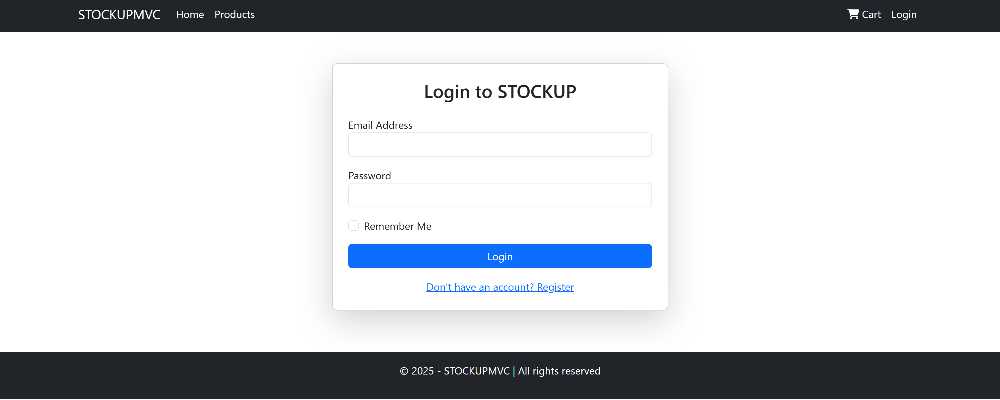 STOCKUPMVC Home Products Cart Login
Login to STOCKUP
Email Address
Password
Remember Me
Login
Don't have an account? Register
© 2025 - STOCKUPMVC | All rights reserved